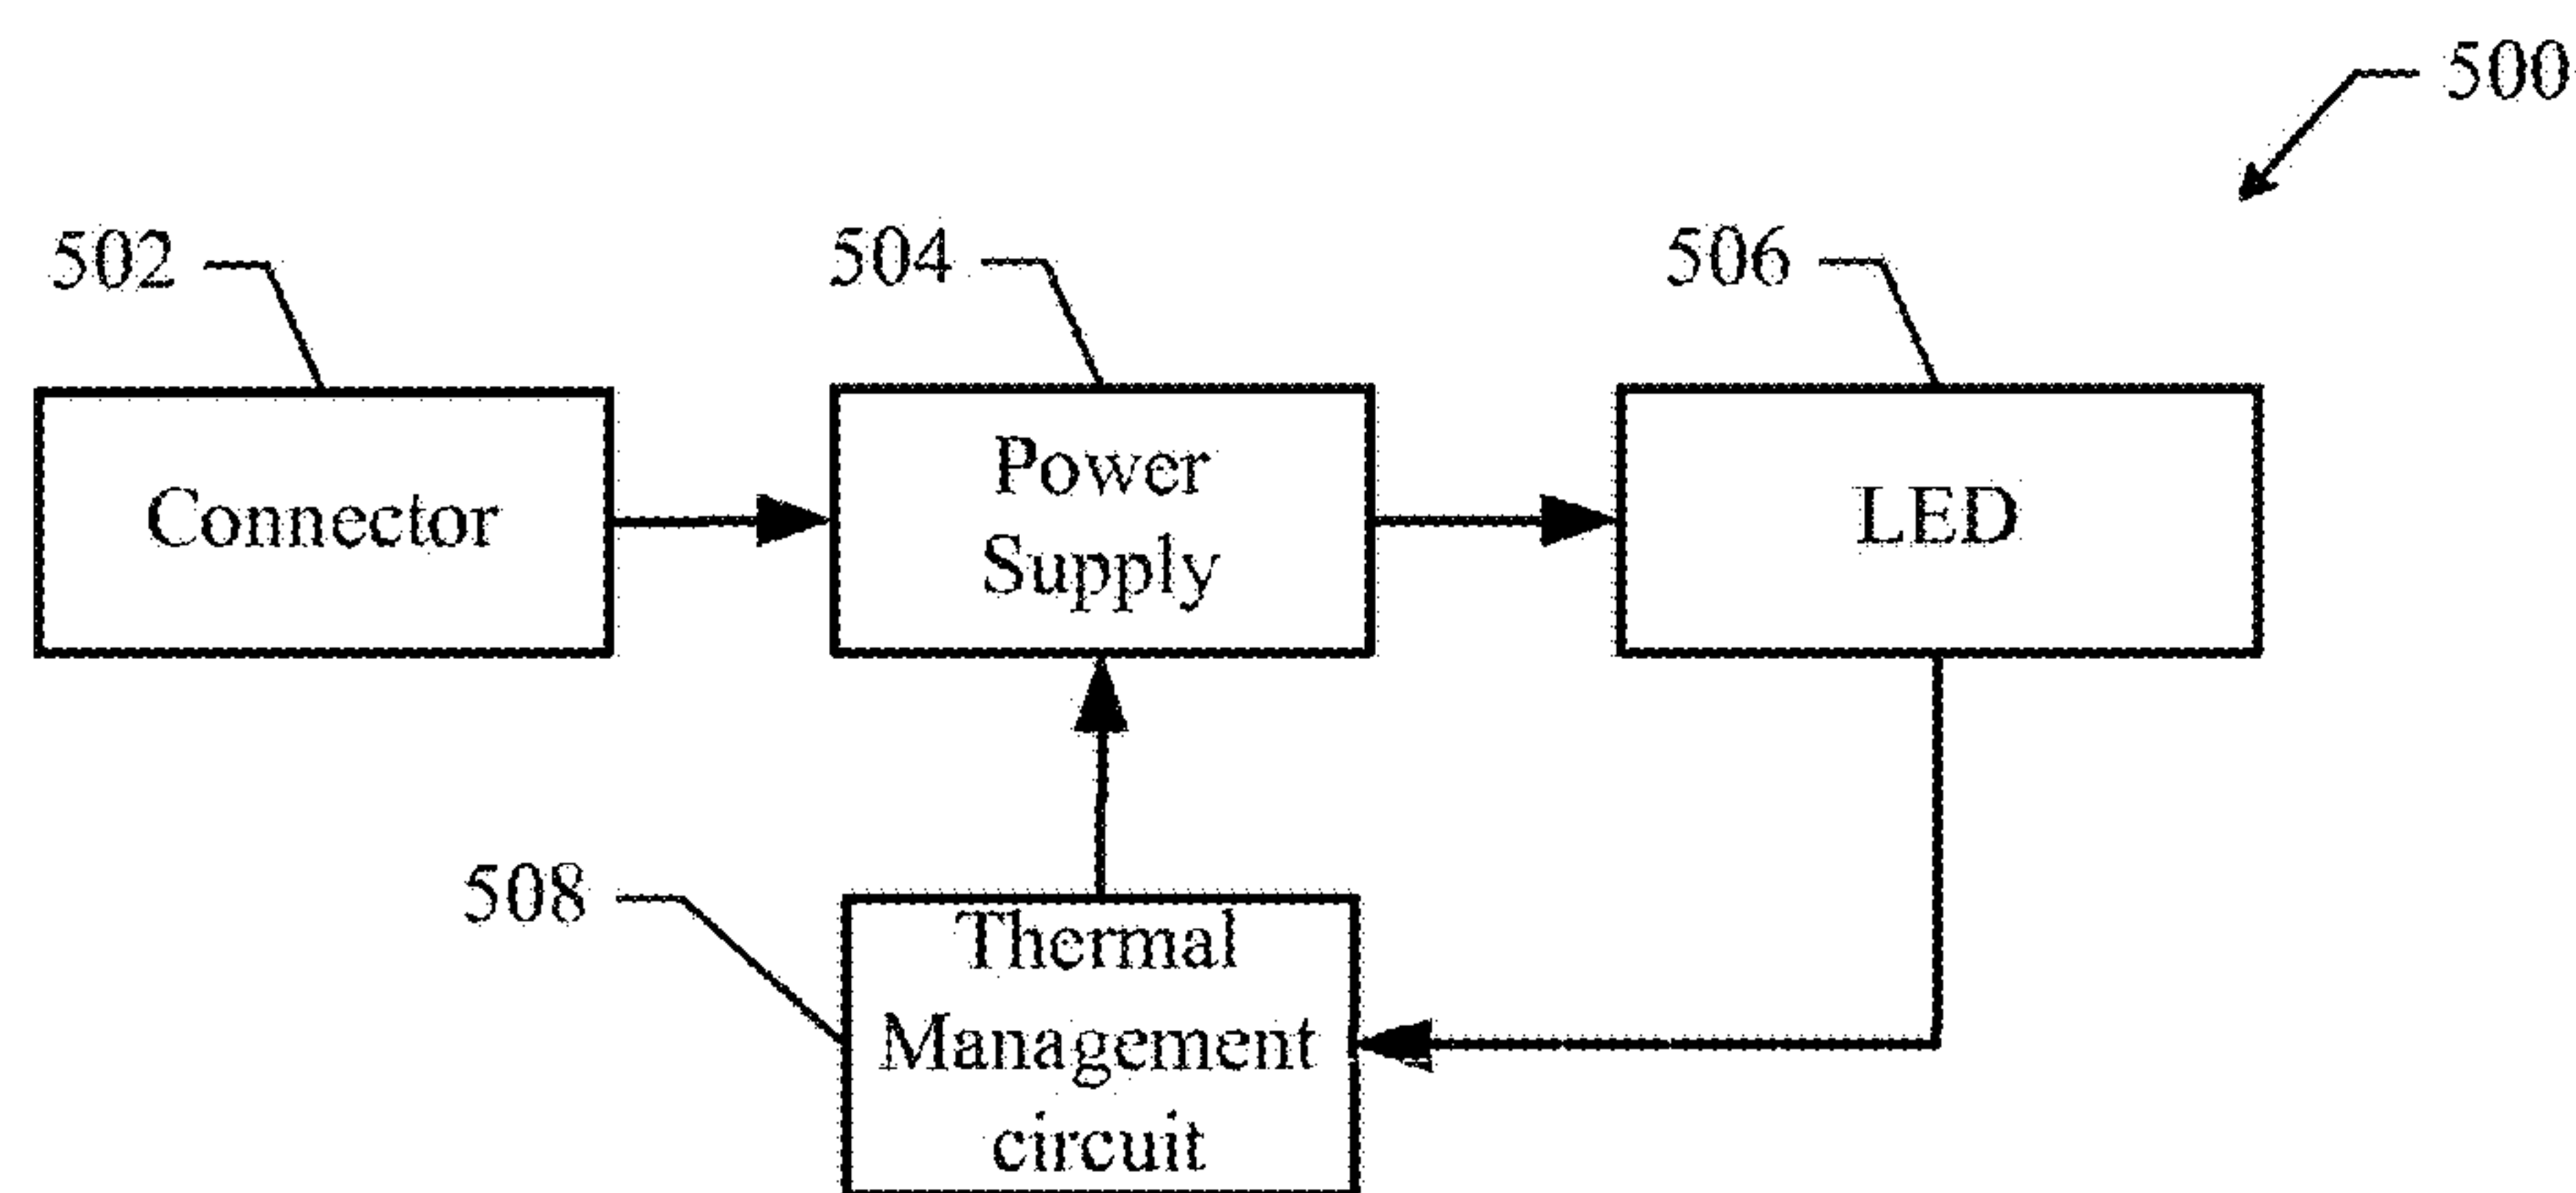 500
502
504
506
Connector
Power
Supply
LED
508
Thermal
Management
circuit